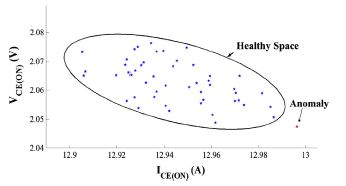 2.08
2.07
2.06
2.05
2.04
V_CE(ON) (V)
Healthy Space
Anomaly
12.9
12.92
12.94
12.96
12.98
13
I_CE(ON) (A)